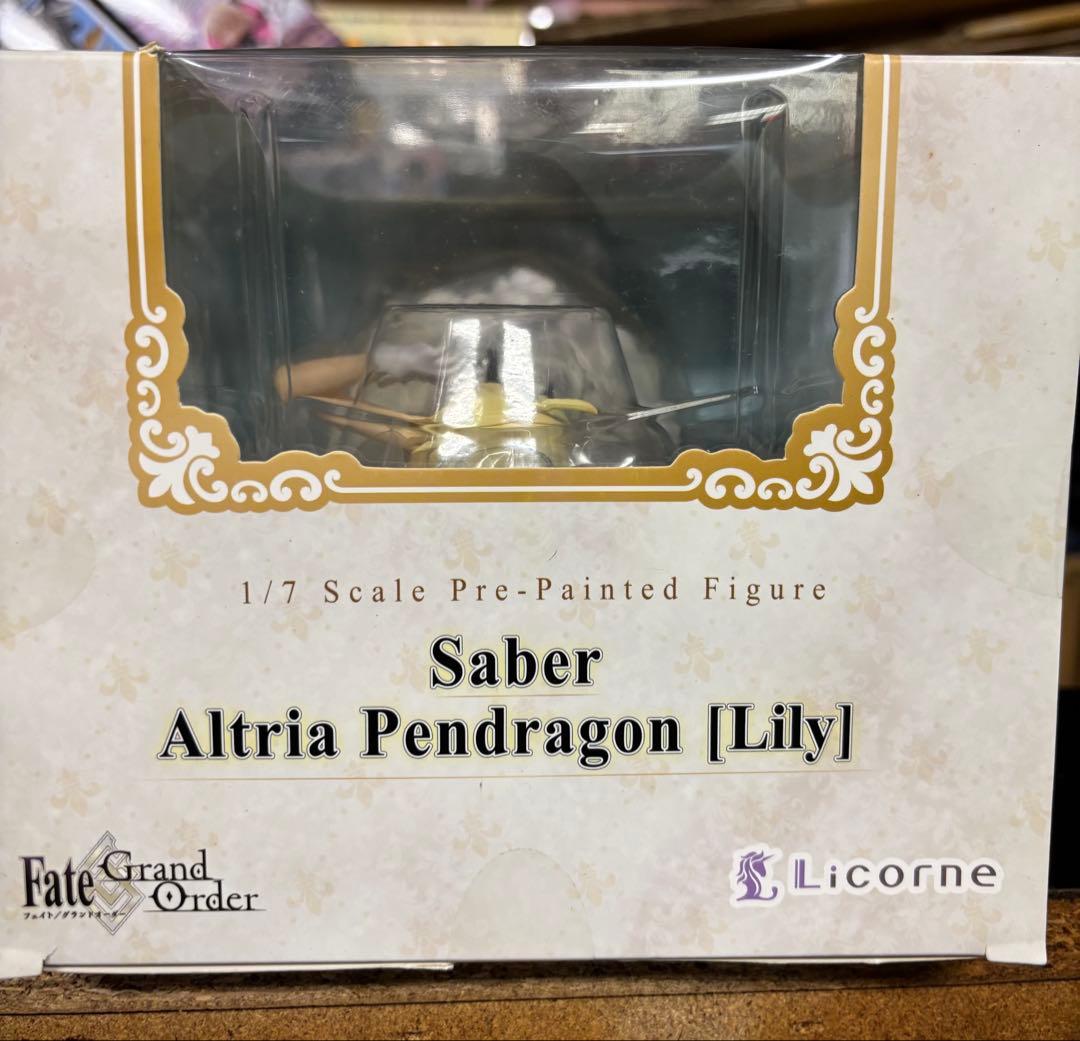 1/7 Scale Pre-Painted Figure
Saber
Altria Pendragon [Lily]
Fate Grand Order
フェイト/グランドオーダー
Licorne